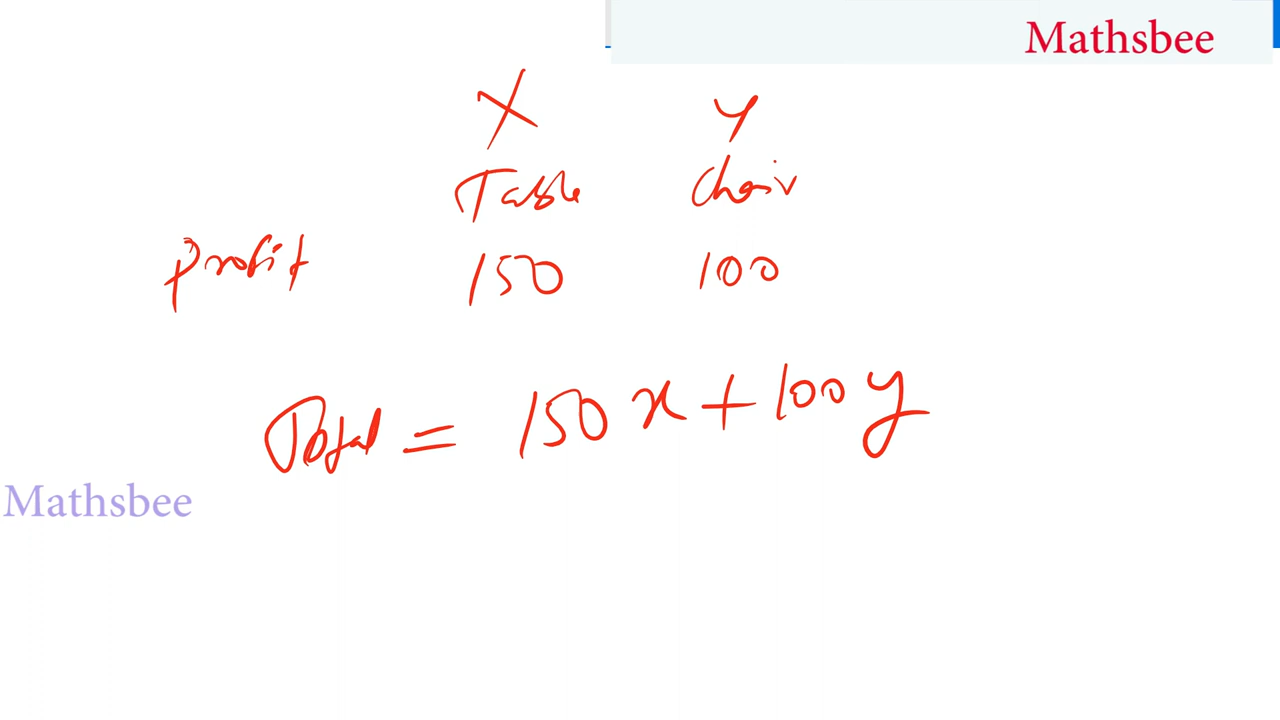 Mathsbee
X Y
Table Chair
Profit 150 100
Total = 150x + 100y
Mathsbee